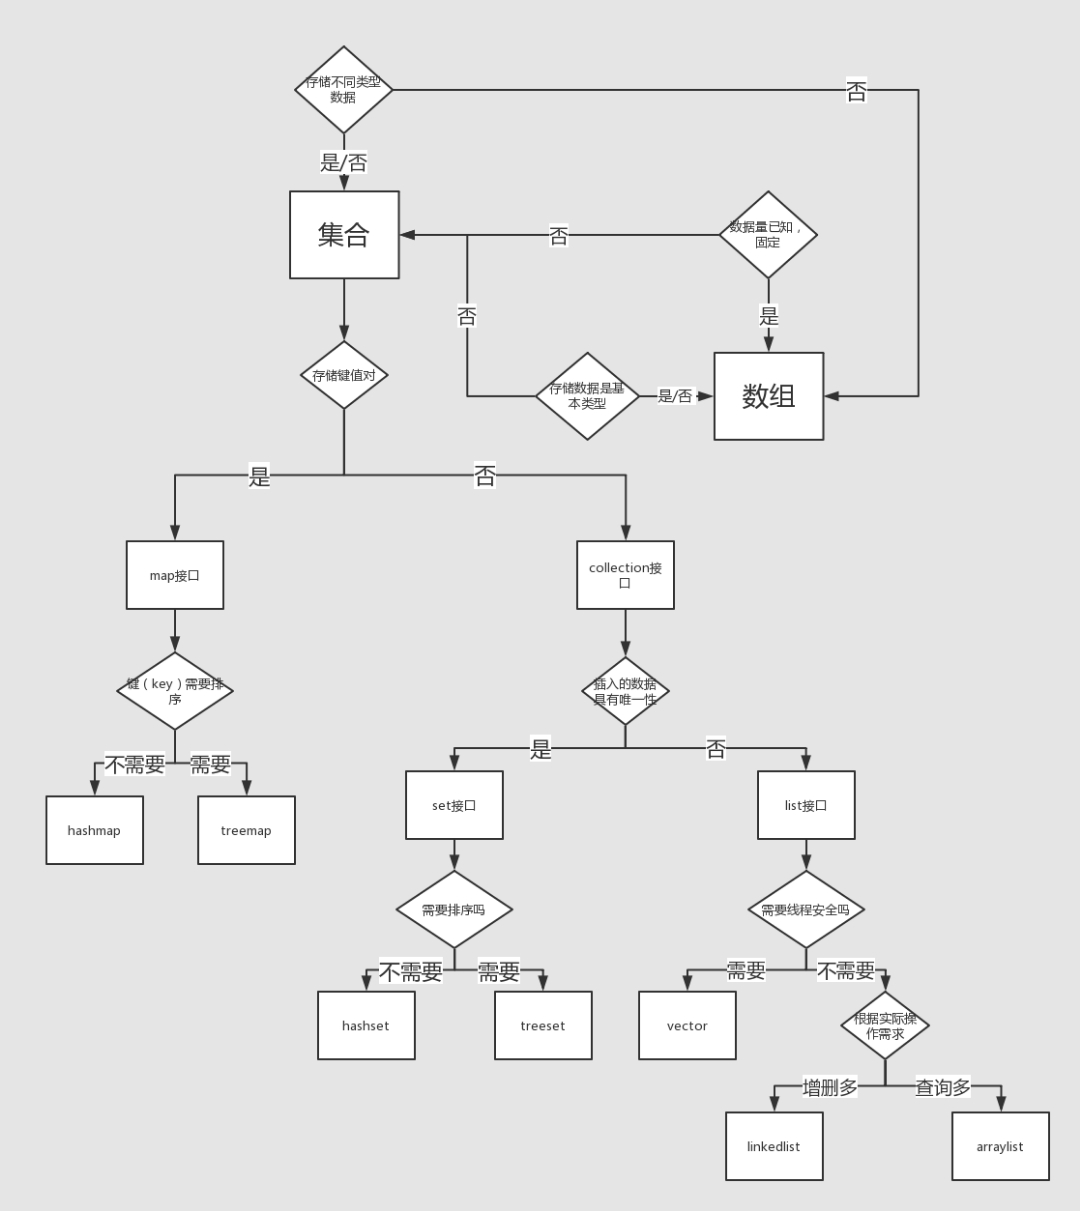 存储不同类型
数据
否
是/否
集合
否
数据量已知，
固定
否
是
存储键值对
存储数据是基
本类型
是/否
数组
是
否
map接口
collection接
口
键（key）需要排
序
插入的数据
具有唯一性
不需要
需要
是
否
hashmap
treemap
set接口
list接口
需要排序吗
需要线程安全吗
不需要
需要
需要
不需要
hashset
treeset
vector
根据实际操
作需求
增删多
查询多
linkedlist
arraylist